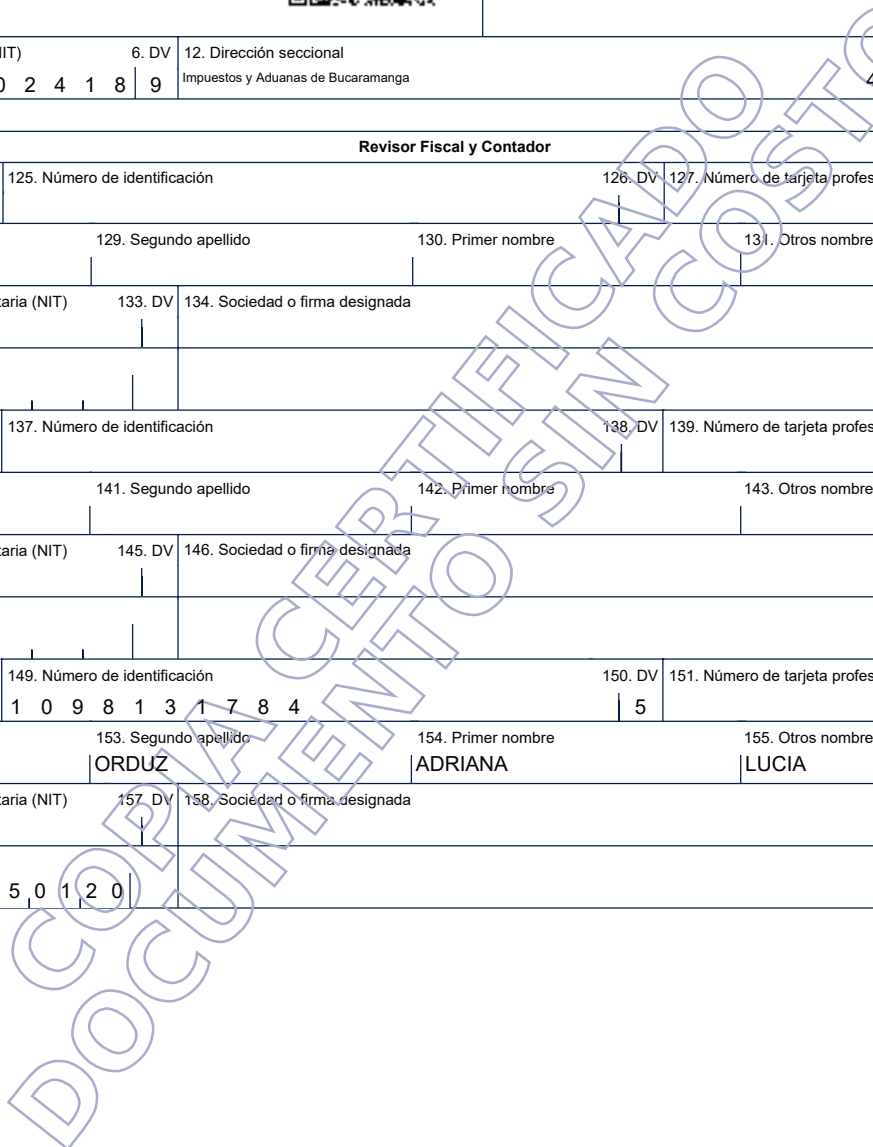 IIT) 6. DV 12. Dirección seccional
0 2 4 1 8 9 Impuestos y Aduanas de Bucaramanga 4
Revisor Fiscal y Contador
125. Número de identificación 126. DV 127. Número de tarjeta profes
129. Segundo apellido 130. Primer nombre 131. Otros nombre
taria (NIT) 133. DV 134. Sociedad o firma designada
137. Número de identificación 138. DV 139. Número de tarjeta profes
141. Segundo apellido 142. Primer nombre 143. Otros nombre
taria (NIT) 145. DV 146. Sociedad o firma designada
149. Número de identificación 150. DV 151. Número de tarjeta profes
1 0 9 8 1 3 1 7 8 4 5
153. Segundo apellido 154. Primer nombre 155. Otros nombre
ORDUZ ADRIANA LUCIA
taria (NIT) 157. DV 158. Sociedad o firma designada
5 0 1 2 0
COPIA CERTIFICADO
DOCUMENTO SIN COSTO